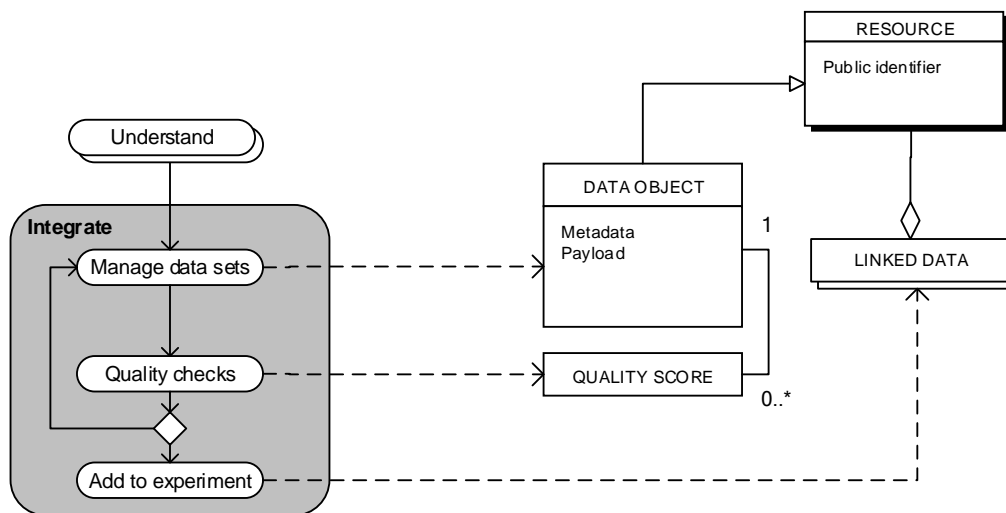 RESOURCE
Public identifier
Understand
DATA OBJECT
Metadata
Payload
1
Integrate
Manage data sets
LINKED DATA
Quality checks
QUALITY SCORE
0..*
Add to experiment